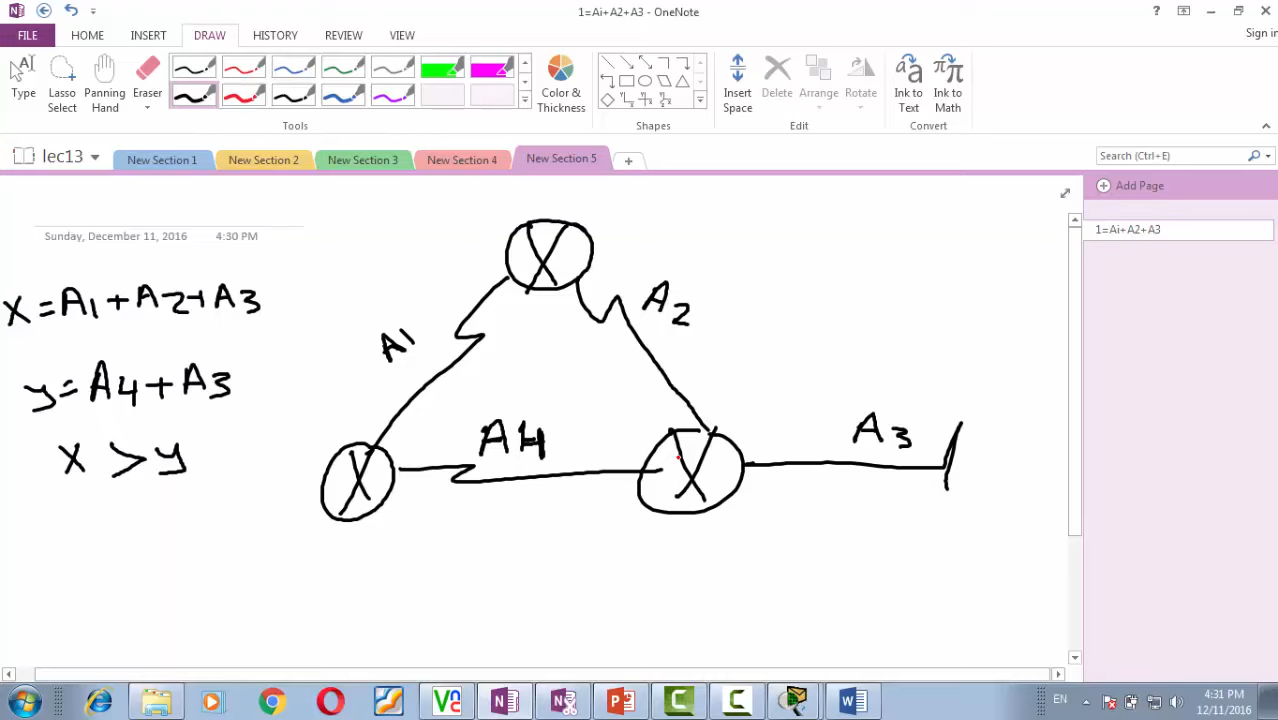 1=Ai+A2+A3 - OneNote
?
Sign in
FILE HOME INSERT DRAW HISTORY REVIEW VIEW
Type
Lasso Select
Panning Hand
Eraser
Color & Thickness
Insert Space
Delete
Arrange
Rotate
Ink to Text
Ink to Math
Tools
Shapes
Edit
Convert
lec13
New Section 1
New Section 2
New Section 3
New Section 4
New Section 5
Search (Ctrl+E)
Add Page
1=Ai+A2+A3
Sunday, December 11, 2016 4:30 PM
X=A1+A2+A3
y=A4+A3
X>y
X
A1
A2
X
A4
X
A3
EN
4:31 PM
12/11/2016